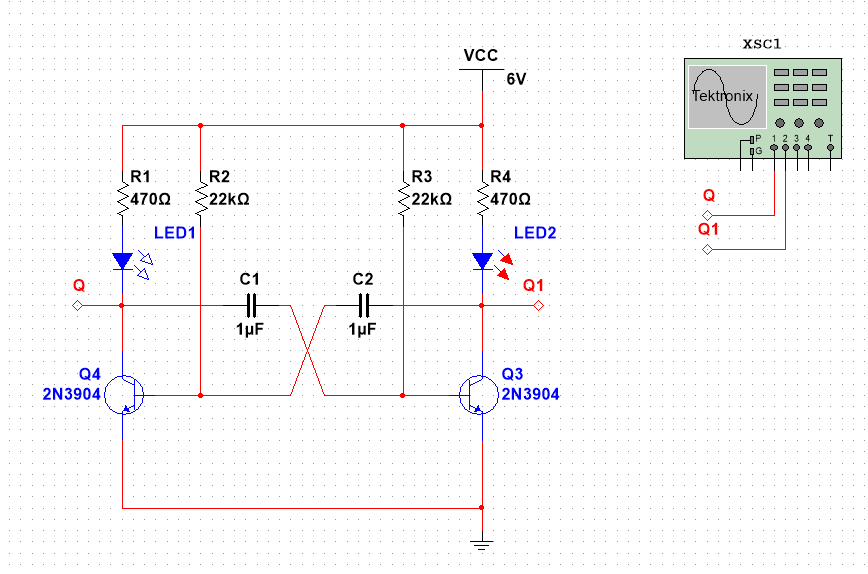 XSC1
VCC
6V
Tektronix
P
G
1 2 3 4 T
R1
470Ω
R2
22kΩ
R3
22kΩ
R4
470Ω
Q
Q1
LED1
LED2
Q
C1
1µF
C2
1µF
Q1
Q4
2N3904
Q3
2N3904